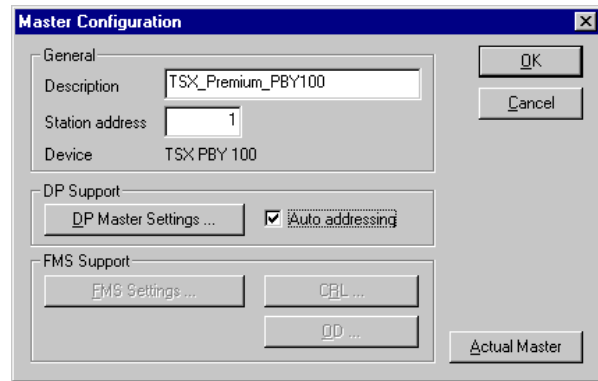 Master Configuration
General
Description TSX_Premium_PBY100
Station address 1
Device TSX PBY 100
OK
Cancel
DP Support
DP Master Settings ... Auto addressing
FMS Support
FMS Settings ... CRL ...
OD ...
Actual Master